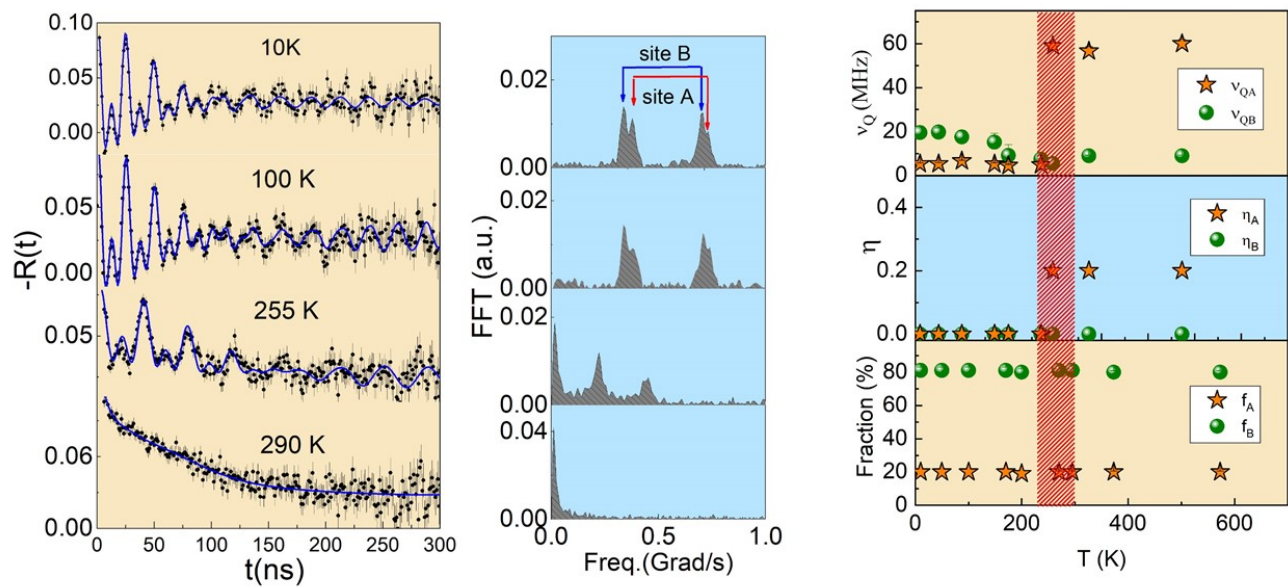 0.10
0.05
0.00
10K
0.05
0.00
100 K
0.05
255 K
0.06
0.00
290 K
-R(t)
0 50 100 150 200 250 300
t(ns)
0.02
0.00
site B
site A
0.02
0.00
0.02
0.00
0.04
0.00
FFT (a.u.)
0.0 0.5 1.0
Freq.(Grad/s)
60
40
20
0
ν_Q (MHz)
ν_QA
ν_QB
0.4
0.2
0.0
η
η_A
η_B
80
60
40
20
0
Fraction (%)
f_A
f_B
0 200 400 600
T (K)